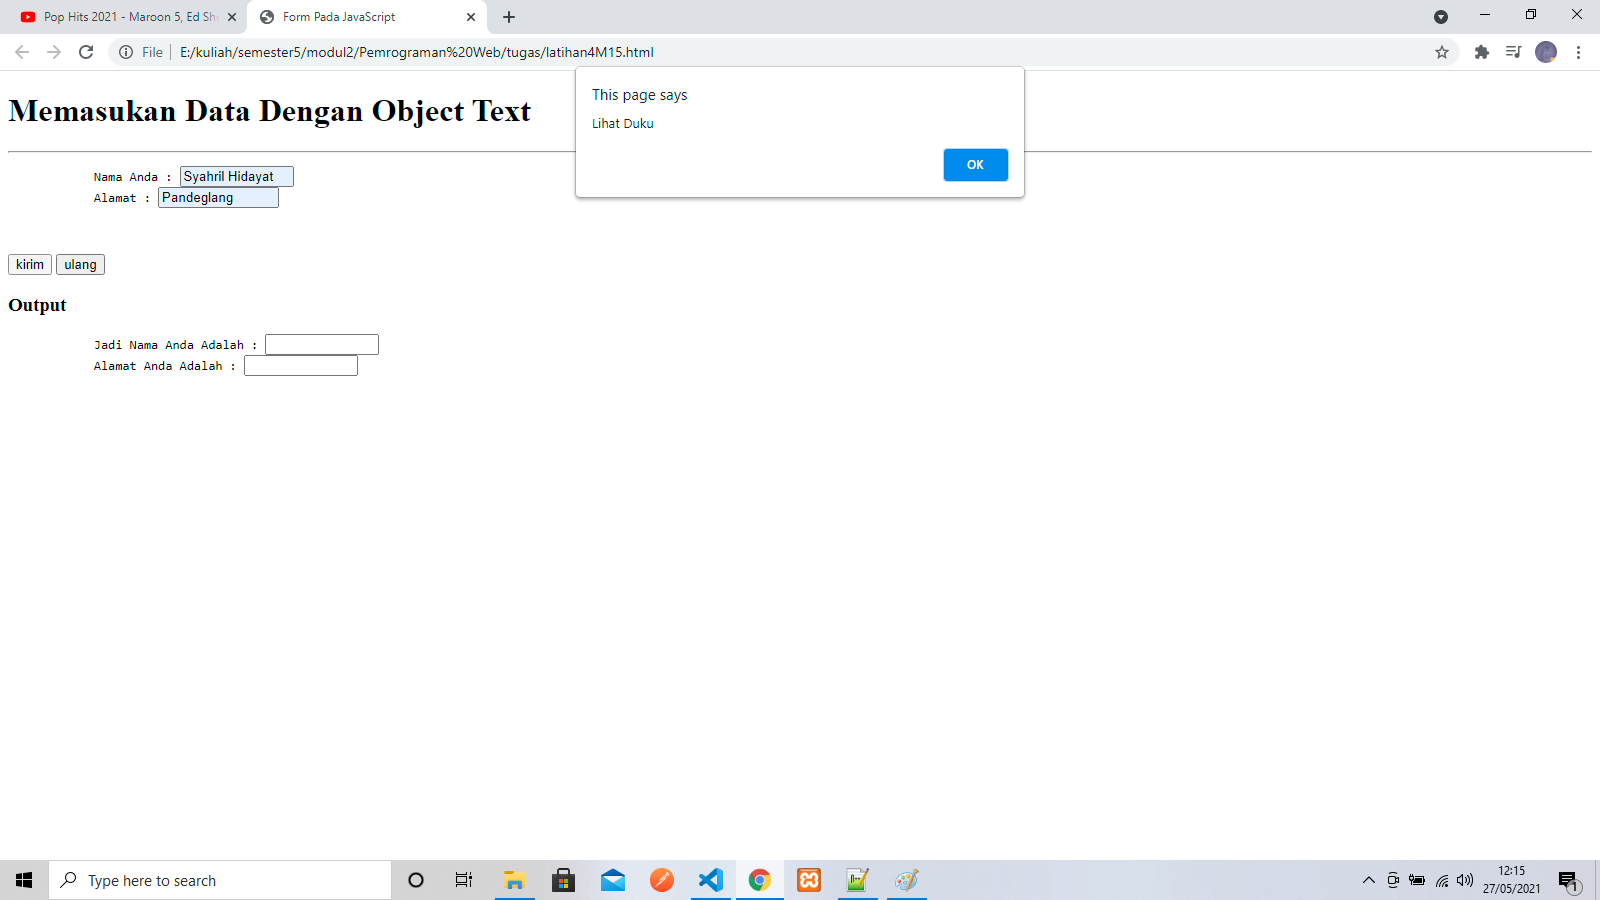 Pop Hits 2021 - Maroon 5, Ed Sh
Form Pada JavaScript
File
E:/kuliah/semester5/modul2/Pemrograman%20Web/tugas/latihan4M15.html
This page says
Lihat Duku
OK
Memasukan Data Dengan Object Text
Nama Anda : Syahril Hidayat
Alamat : Pandeglang
kirim ulang
Output
Jadi Nama Anda Adalah :
Alamat Anda Adalah :
Type here to search
12:15
27/05/2021
1